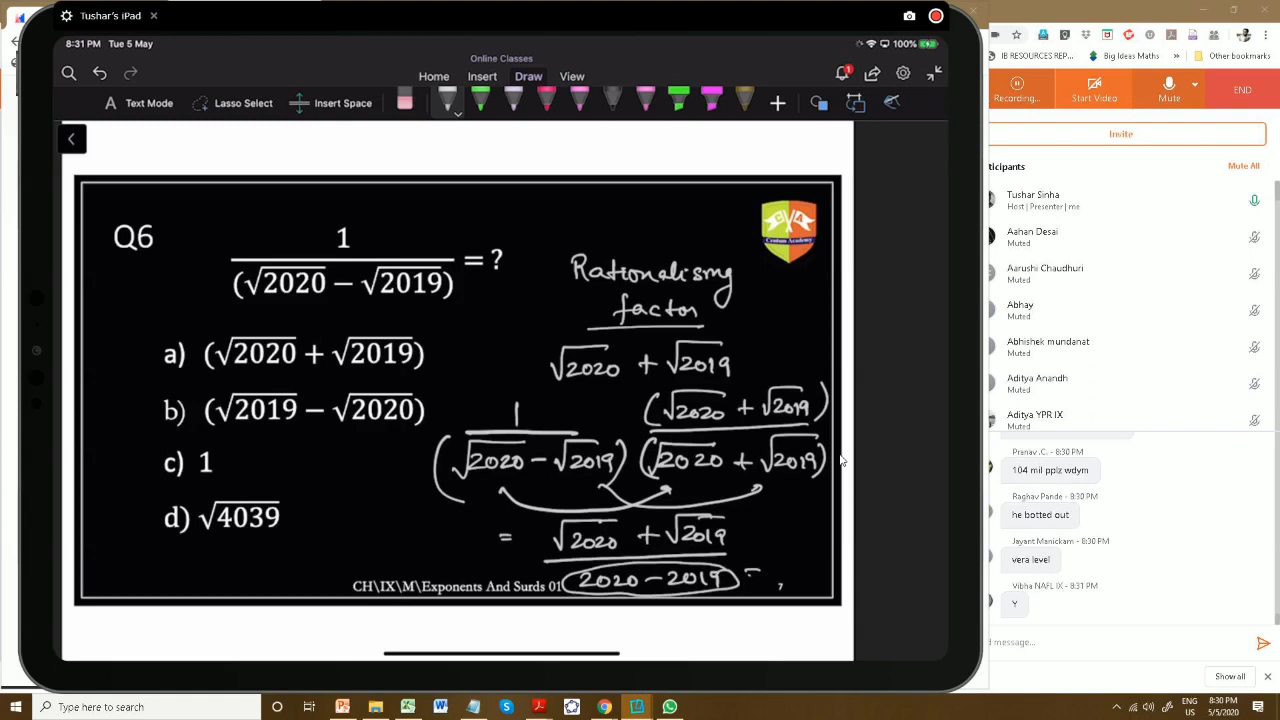 Tushar's iPad
8:31 PM Tue 5 May
100%
Online Classes
Home Insert Draw View
Text Mode Lasso Select Insert Space
Q6
1
(√2020 − √2019) = ?
a) (√2020 + √2019)
b) (√2019 − √2020)
c) 1
d) √4039
Centum Academy
Rationalising
factor
√2020 + √2019
1 (√2020 + √2019)
(√2020 − √2019) (√2020 + √2019)
= √2020 + √2019
2020 − 2019 =
CH\IX\M\Exponents And Surds 01
IB RESOURCES REP... Big Ideas Maths » Other bookmarks
Recording... Start Video Mute END
Invite
rticipants Mute All
Tushar Sinha
Host | Presenter | me
Aahan Desai
Muted
Aarushi Chaudhuri
Muted
Abhay
Muted
Abhishek mundanat
Muted
Aditya Anandh
Muted
Aditya YPR IX
Muted
Pranav .C. - 8:30 PM
104 mil pplz wdym
Raghav Pande - 8:30 PM
he botted out
Jayant Manickam - 8:30 PM
vera level
Vibha NAFL IX - 8:31 PM
Y
d message...
Show all
Type here to search
ENG
US
8:30 PM
5/5/2020